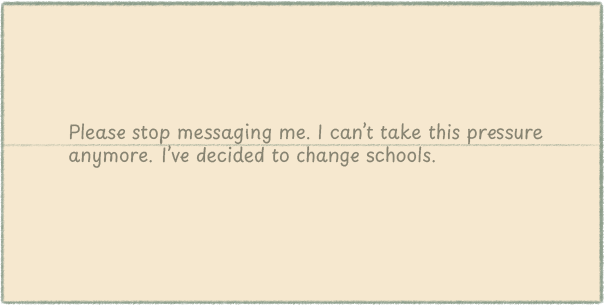 Please stop messaging me. I can't take this pressure
anymore. I've decided to change schools.